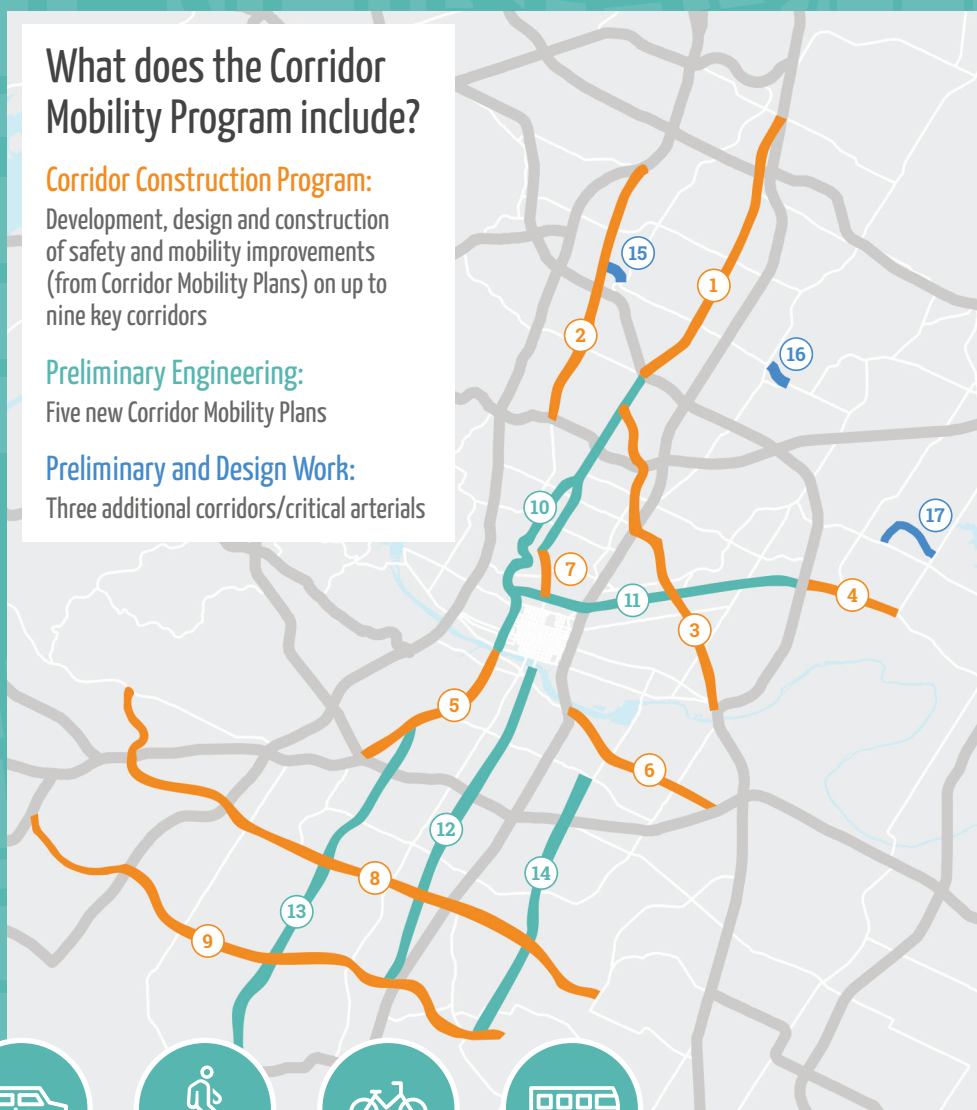 What does the Corridor
Mobility Program include?
Corridor Construction Program:
Development, design and construction
of safety and mobility improvements
(from Corridor Mobility Plans) on up to
nine key corridors
Preliminary Engineering:
Five new Corridor Mobility Plans
Preliminary and Design Work:
Three additional corridors/critical arterials
15
1
2
16
10
17
7
4
11
3
5
6
12
14
8
13
9